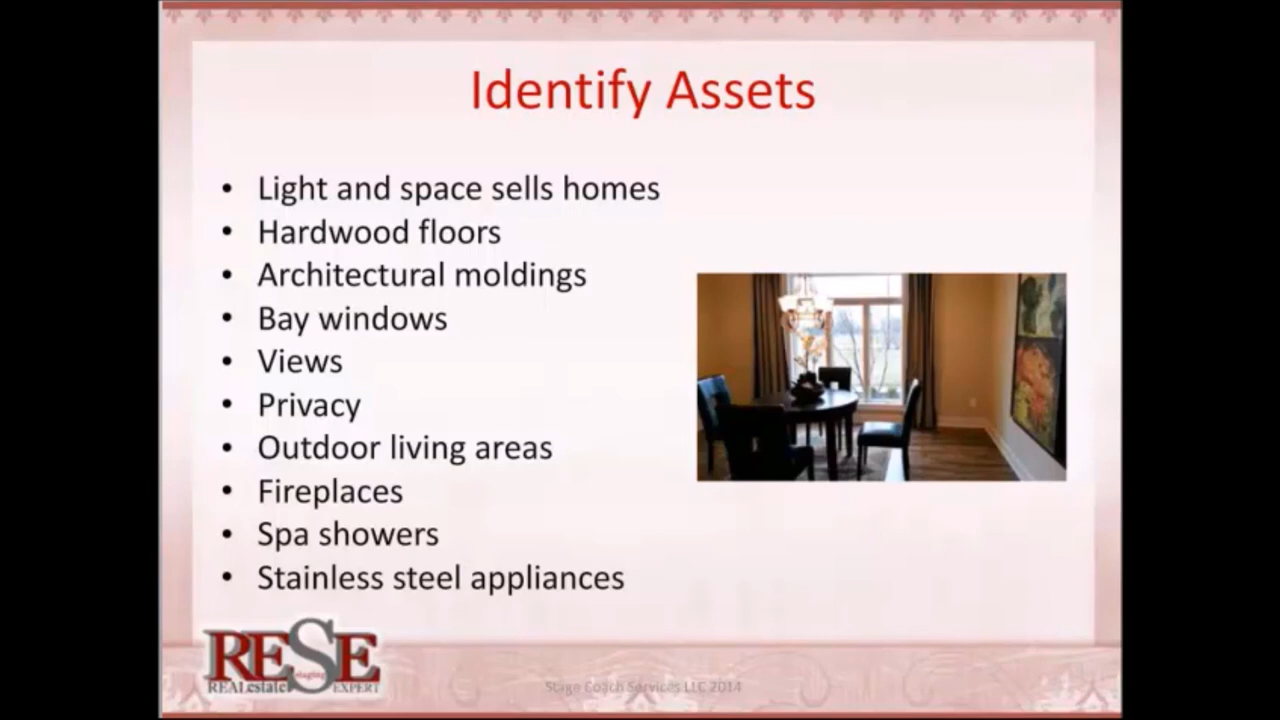 Identify Assets
• Light and space sells homes
• Hardwood floors
• Architectural moldings
• Bay windows
• Views
• Privacy
• Outdoor living areas
• Fireplaces
• Spa showers
• Stainless steel appliances
RESE
REALestate staging EXPERT
Stage Coach Services LLC 2014